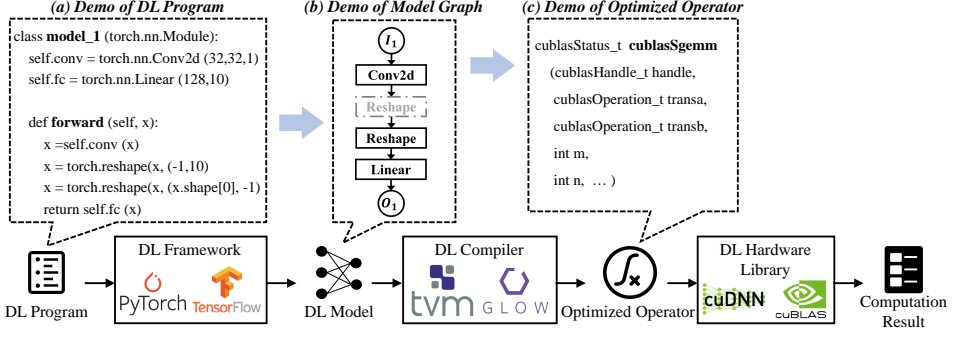 (a) Demo of DL Program
class model_1 (torch.nn.Module):
self.conv = torch.nn.Conv2d (32,32,1)
self.fc = torch.nn.Linear (128,10)
def forward (self, x):
x =self.conv (x)
x = torch.reshape(x, (-1,10)
x = torch.reshape(x, (x.shape[0], -1)
return self.fc (x)
(b) Demo of Model Graph
I1
Conv2d
Reshape
Reshape
Linear
O1
(c) Demo of Optimized Operator
cublasStatus_t cublasSgemm
(cublasHandle_t handle,
cublasOperation_t transa,
cublasOperation_t transb,
int m,
int n, … )
DL Program
DL Framework
PyTorch
TensorFlow
DL Model
DL Compiler
tvm
GLOW
∫x
Optimized Operator
DL Hardware
Library
cuDNN
cuBLAS
Computation
Result